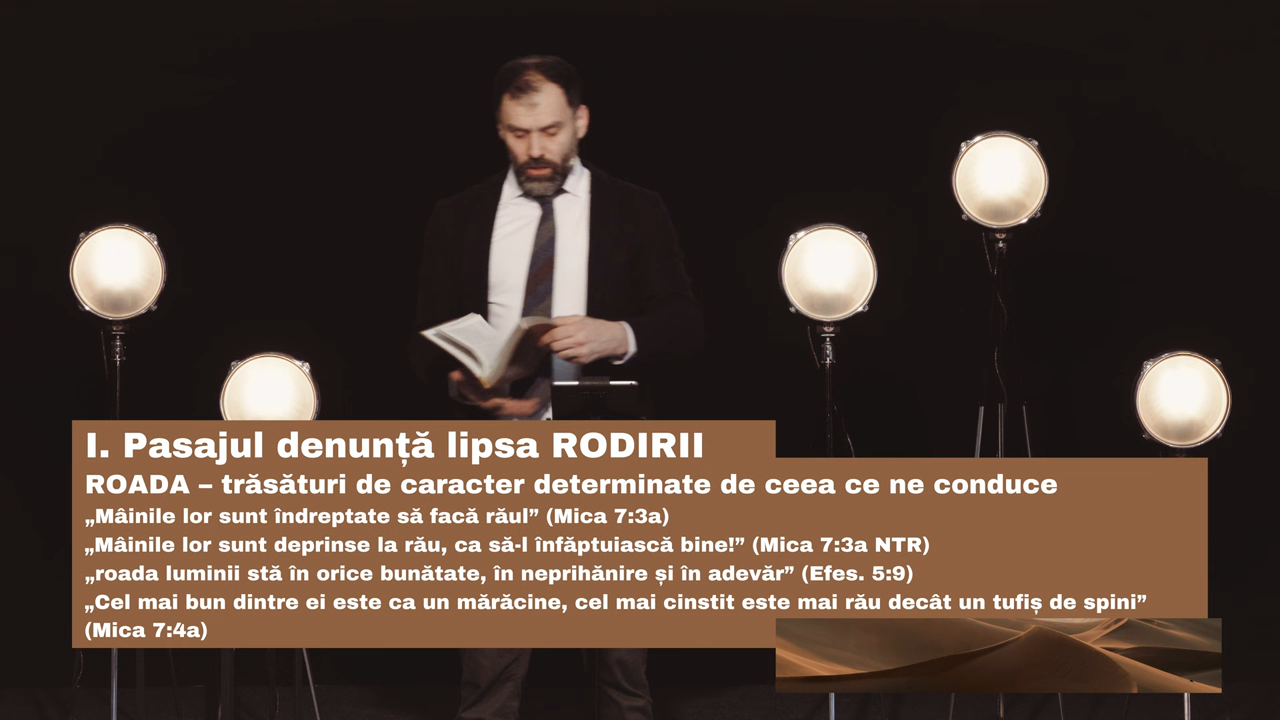 I. Pasajul denunță lipsa RODIRII
ROADA – trăsături de caracter determinate de ceea ce ne conduce
„Mâinile lor sunt îndreptate să facă răul” (Mica 7:3a)
„Mâinile lor sunt deprinse la rău, ca să-l înfăptuiască bine!” (Mica 7:3a NTR)
„roada luminii stă în orice bunătate, în neprihănire și în adevăr” (Efes. 5:9)
„Cel mai bun dintre ei este ca un mărăcine, cel mai cinstit este mai rău decât un tufiș de spini”
(Mica 7:4a)